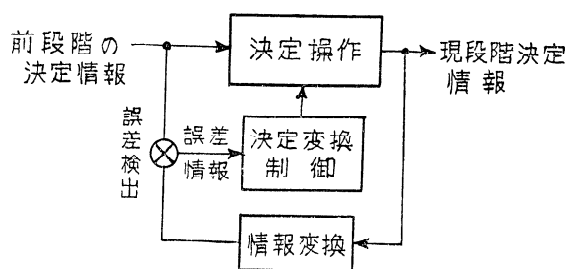 前段階の
決定情報
決定操作
現段階決定
情報
誤差検出
誤差
情報
決定変換
制御
情報変換